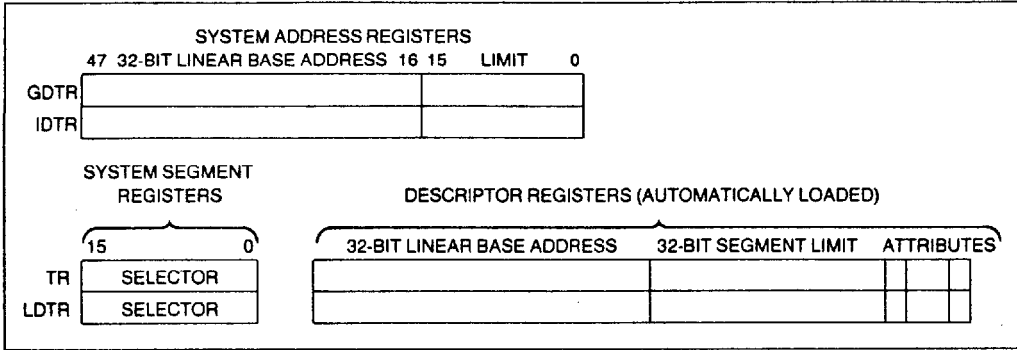 SYSTEM ADDRESS REGISTERS
47 32-BIT LINEAR BASE ADDRESS 16 15 LIMIT 0
GDTR
IDTR
SYSTEM SEGMENT
REGISTERS
DESCRIPTOR REGISTERS (AUTOMATICALLY LOADED)
15 0
32-BIT LINEAR BASE ADDRESS 32-BIT SEGMENT LIMIT ATTRIBUTES
TR SELECTOR
LDTR SELECTOR